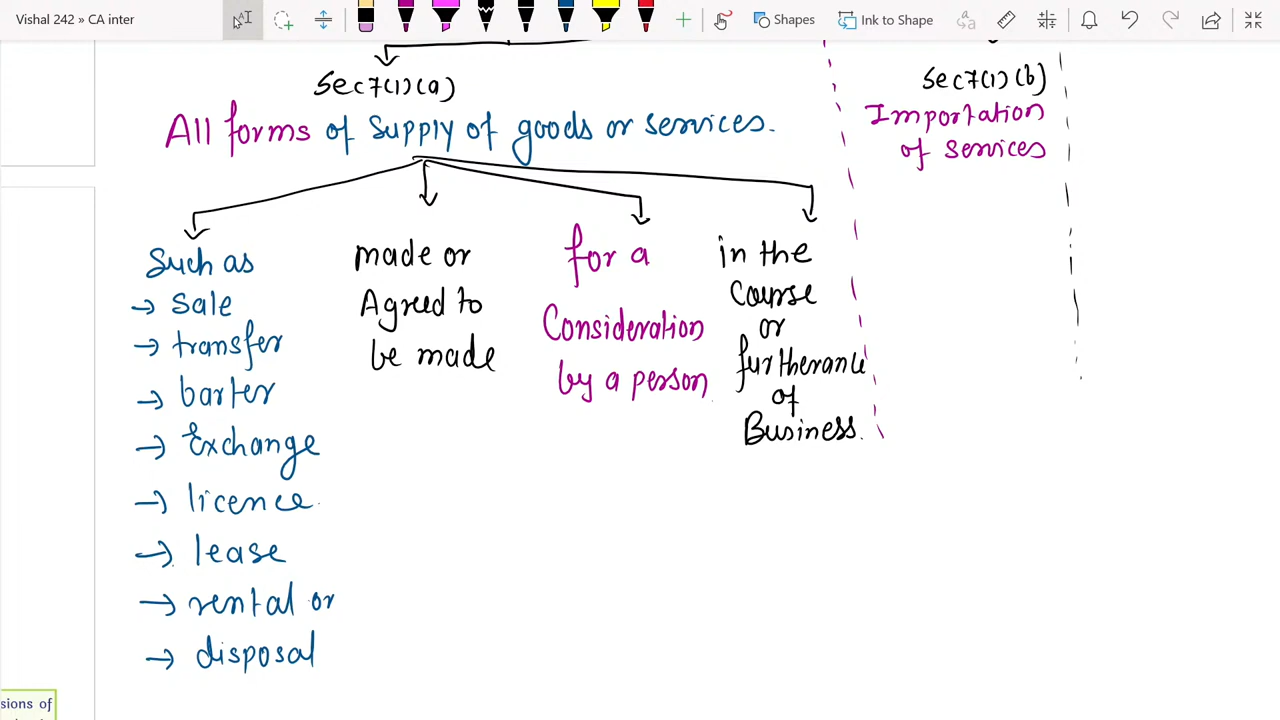 Vishal 242 » CA inter
Shapes
Ink to Shape
Share
Sec7(1)(a)
All forms of Supply of goods or services.
Such as
→ Sale
→ transfer
→ barter
→ Exchange
→ licence
→ lease
→ rental or
→ disposal
made or
Agreed to
be made
for a
Consideration
by a person
in the
Course
or
furtherance
of
Business.
Sec7(1)(b)
Importation
of Services
sions of